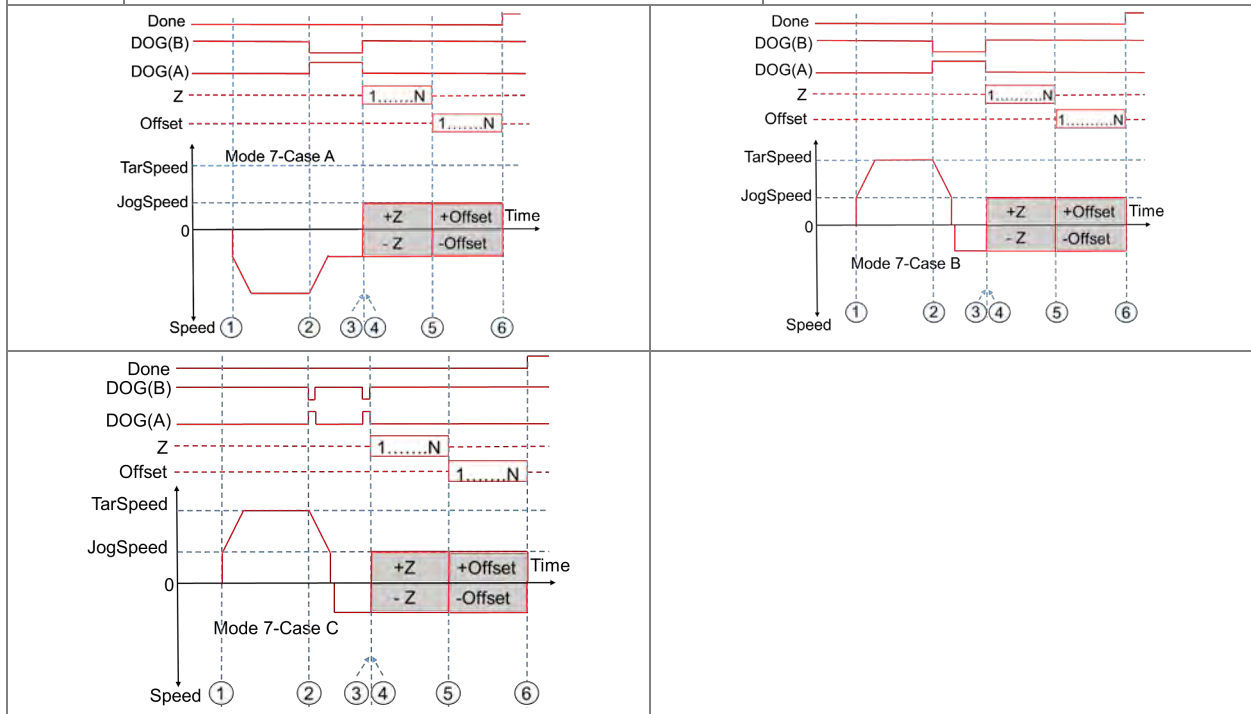 Done
DOG(B)
DOG(A)
Z
1.......N
Offset
1.......N
Mode 7-Case A
TarSpeed
JogSpeed
+Z
+Offset
Time
0
- Z
-Offset
Speed
1
2
3
4
5
6
Done
DOG(B)
DOG(A)
Z
1..........N
Offset
1..........N
TarSpeed
JogSpeed
+Z
+Offset
Time
0
- Z
-Offset
Mode 7-Case B
Speed
1
2
3
4
5
6
Done
DOG(B)
DOG(A)
Z
1.......N
Offset
1.......N
TarSpeed
JogSpeed
+Z
+Offset
Time
0
- Z
-Offset
Mode 7-Case C
Speed
1
2
3
4
5
6